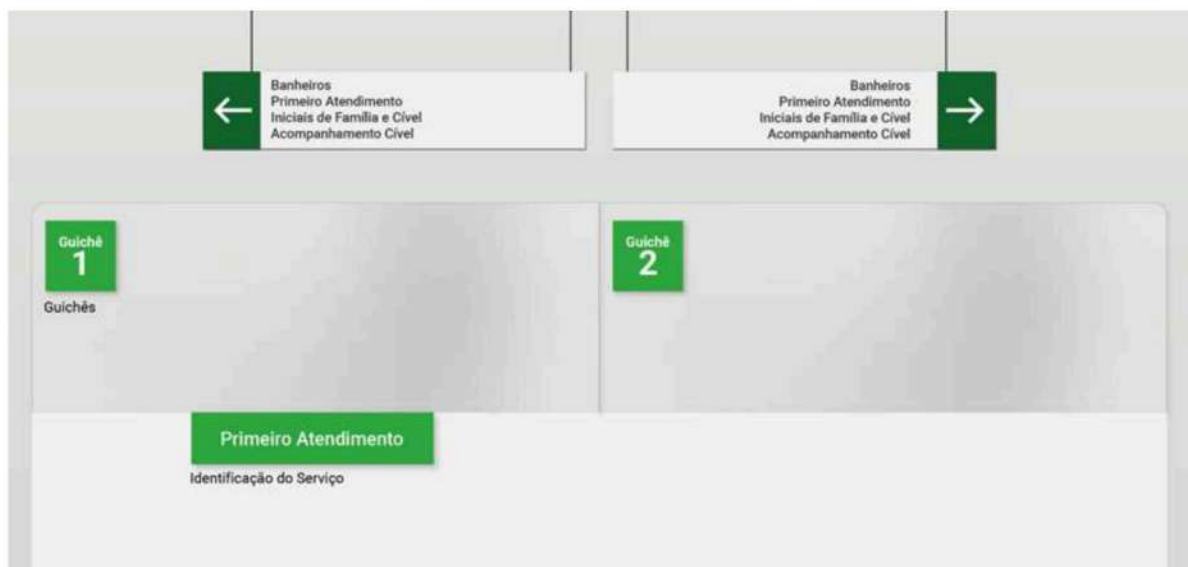 Banheiros
Primeiro Atendimento
Iniciais de Família e Cível
Acompanhamento Cível
Banheiros
Primeiro Atendimento
Iniciais de Família e Cível
Acompanhamento Cível
Guichê
1
Guichês
Guichê
2
Primeiro Atendimento
Identificação do Serviço